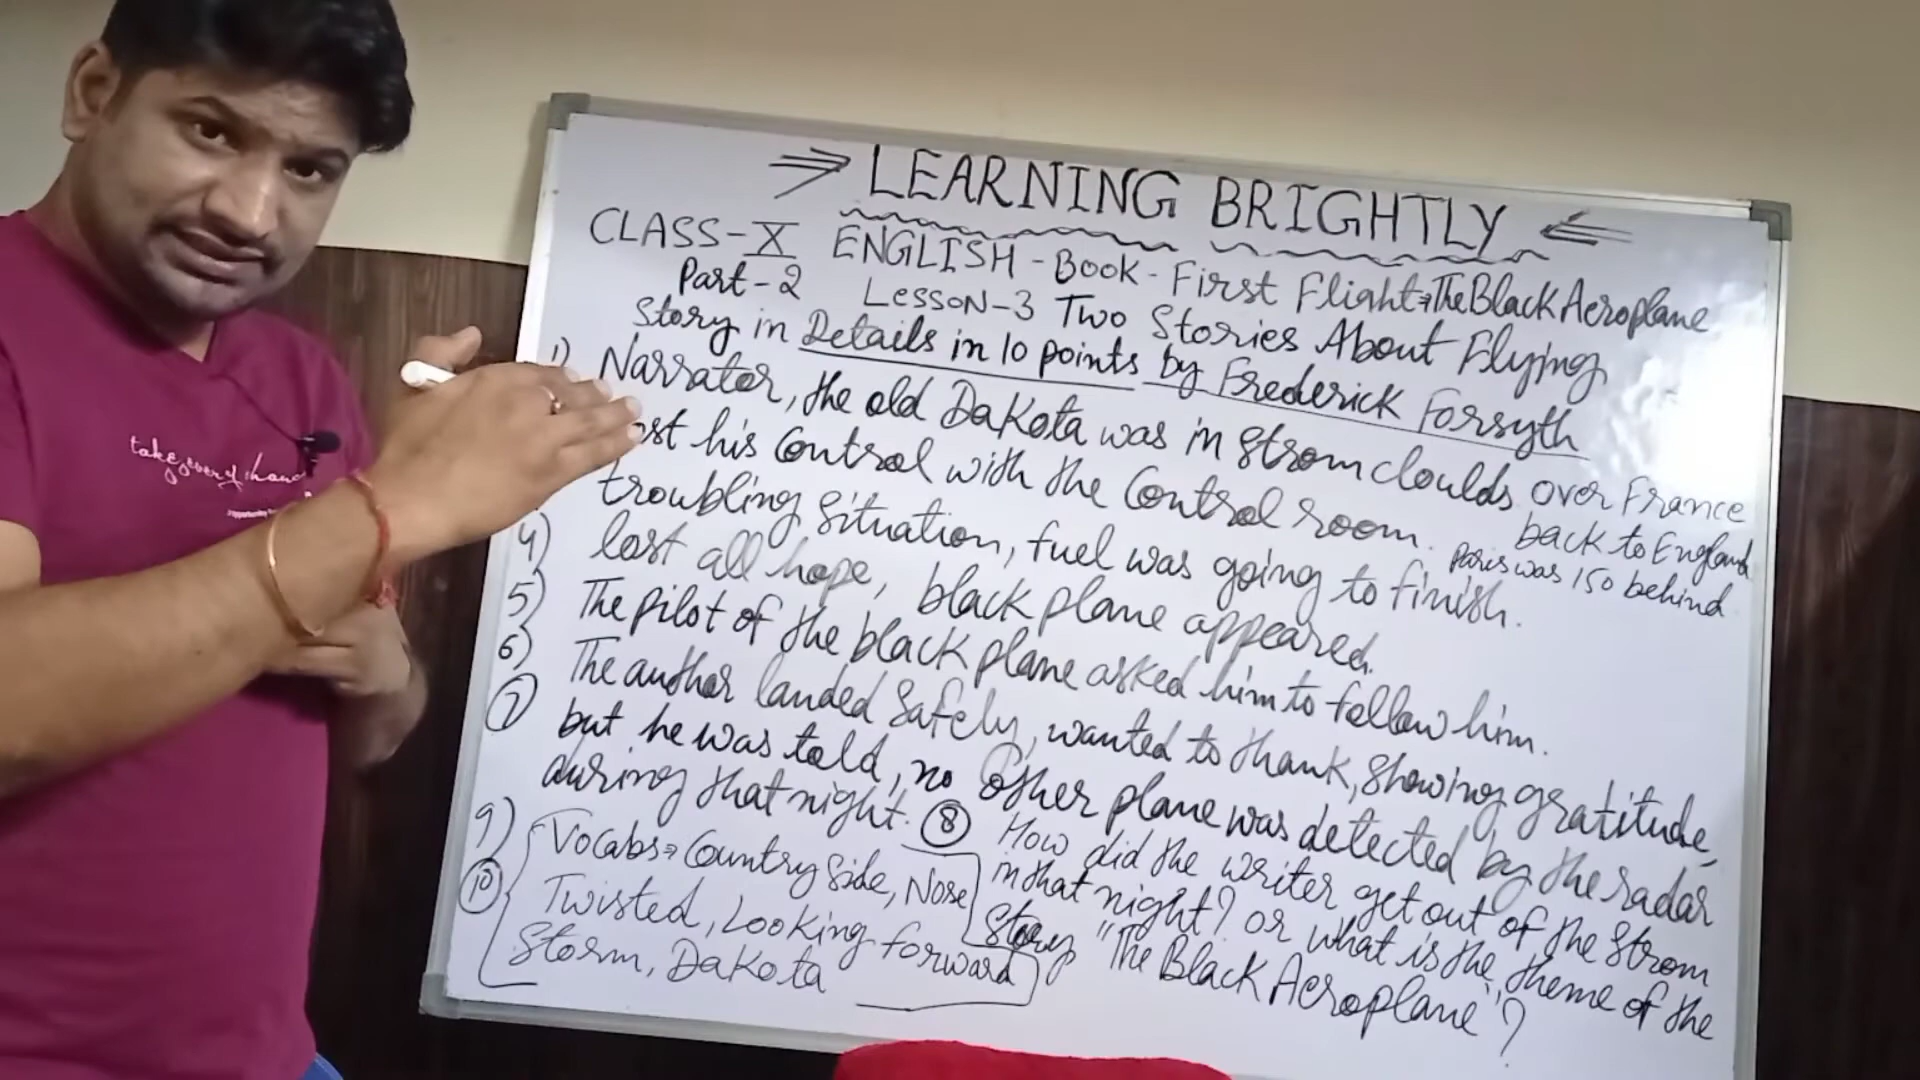 LEARNING BRIGHTLY
CLASS-X ENGLISH - Book - First Flight⇒The Black Aeroplane
Part-2 Lesson-3 Two Stories About Flying
Story in Details in 10 points by Frederick Forsyth
1) Narrator, the old Dakota was in Strom cloulds over France
back to England
ost his Control with the Control room.
Paris was 150 behind
troubling situation, fuel was going to finish.
4) lost all hope, black plane appeared.
5) The pilot of the black plane asked him to follow him.
6) The author landed Safely, wanted to thank, showing gratitude,
7) but he was told, no other plane was detected by the radar
during that night. 8) How did the writer get out of the Strom
in that night? or what is the theme of the
Story "The Black Aeroplane"?
9) Vocabs⇒Country Side, Nose
10) Twisted, Looking forward
Storm, Dakota
take every chanc